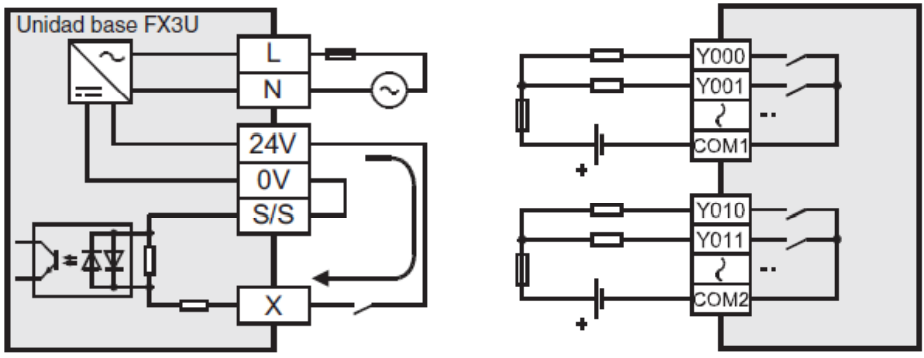 Unidad base FX3U
L
N
24V
0V
S/S
X
Y000
Y001
COM1
+
Y010
Y011
COM2
+